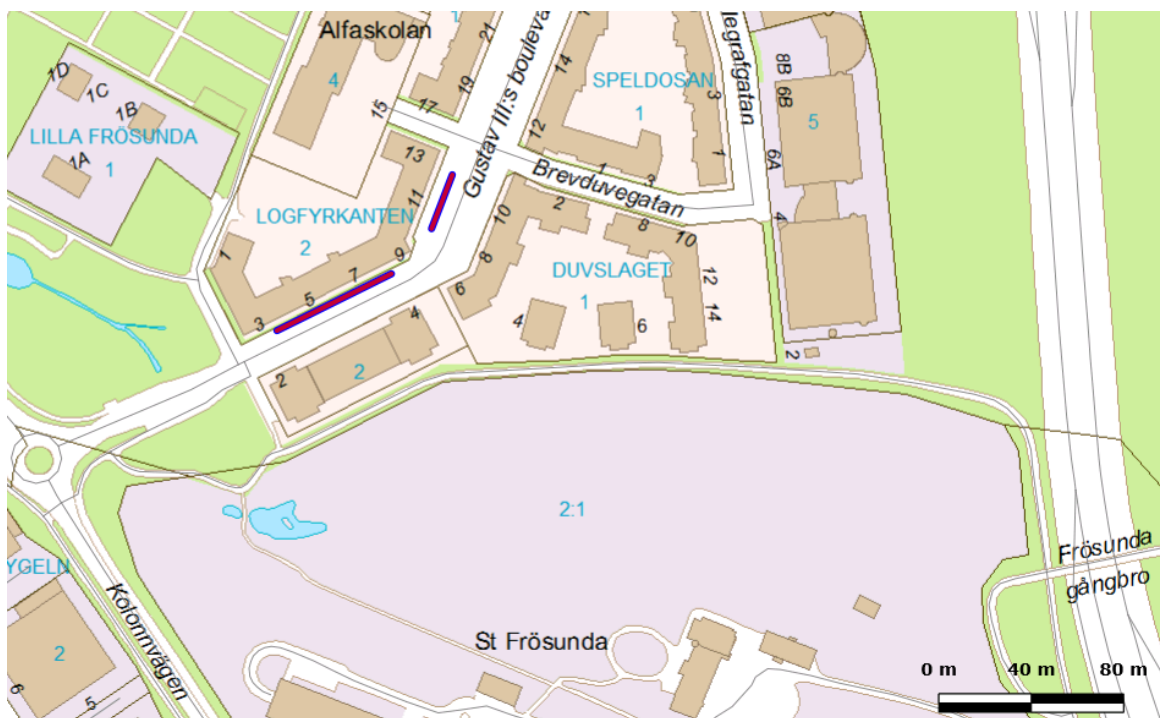 Alfaskolan
1
21
Gustav III:s bouleva
legrafgatan
1D
1C
1B
4
15
17
19
14
12
SPELDOSAN
1
3
1
8B
6B
5
6A
LILLA FRÖSUNDA
1
1A
13
11
1
3
Brevduvegatan
LOGFYRKANTEN
2
1
3
5
7
9
10
2
8
10
8
6
4
DUVSLAGET
1
6
12
14
4
2
2
2
4
2:1
YGELN
2
6
5
Kolonnvägen
St Frösunda
Frösunda
gångbro
0 m 40 m 80 m